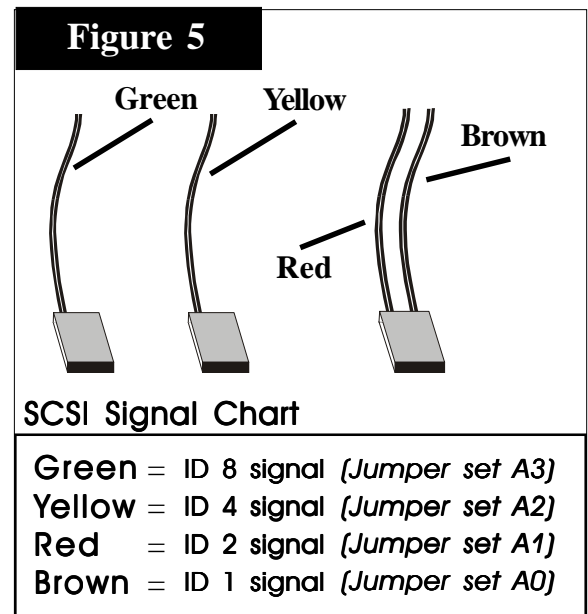 Figure 5
Green
Yellow
Brown
Red
SCSI Signal Chart
Green = ID 8 signal (Jumper set A3)
Yellow = ID 4 signal (Jumper set A2)
Red = ID 2 signal (Jumper set A1)
Brown = ID 1 signal (Jumper set A0)